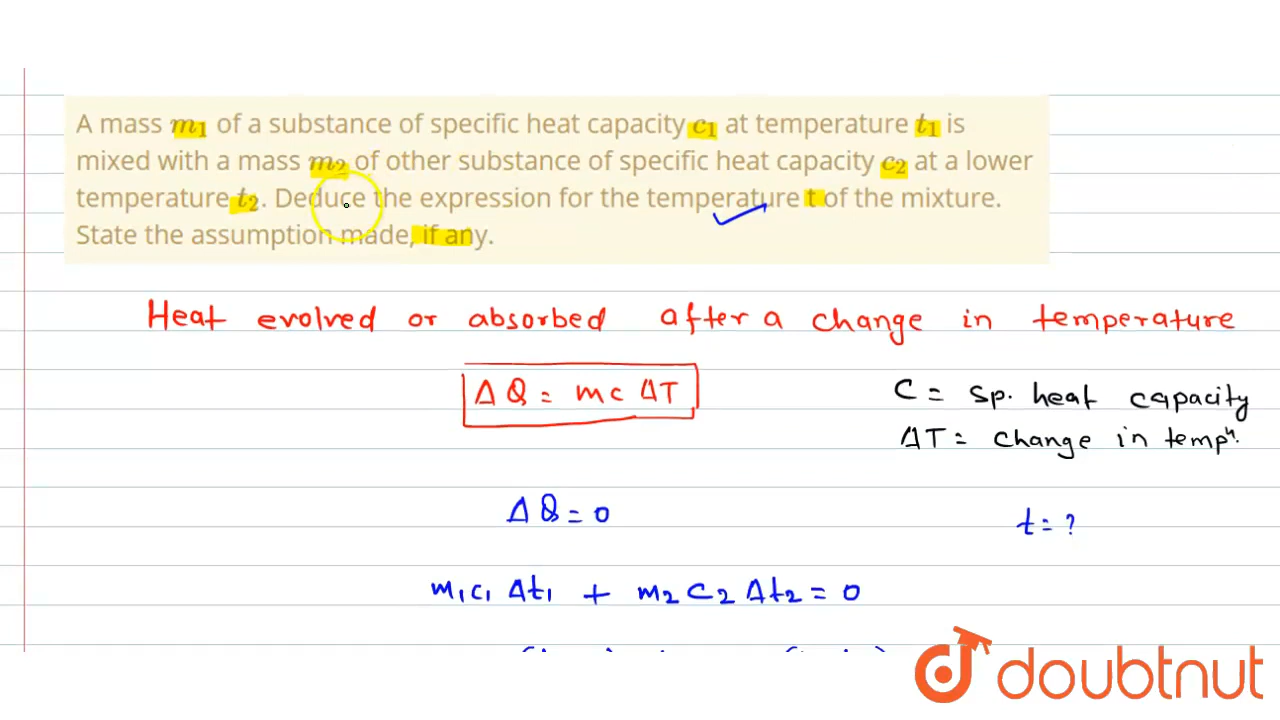 A mass m₁ of a substance of specific heat capacity c₁ at temperature t₁ is
mixed with a mass m₂ of other substance of specific heat capacity c₂ at a lower
temperature t₂. Deduce the expression for the temperature t of the mixture.
State the assumption made, if any.
Heat evolved or absorbed after a change in temperature
ΔQ = mc ΔT
C = sp. heat capacity
ΔT = change in tempʳ.
ΔQ = 0
t = ?
m₁c₁ Δt₁ + m₂ c₂ Δt₂ = 0
doubtnut